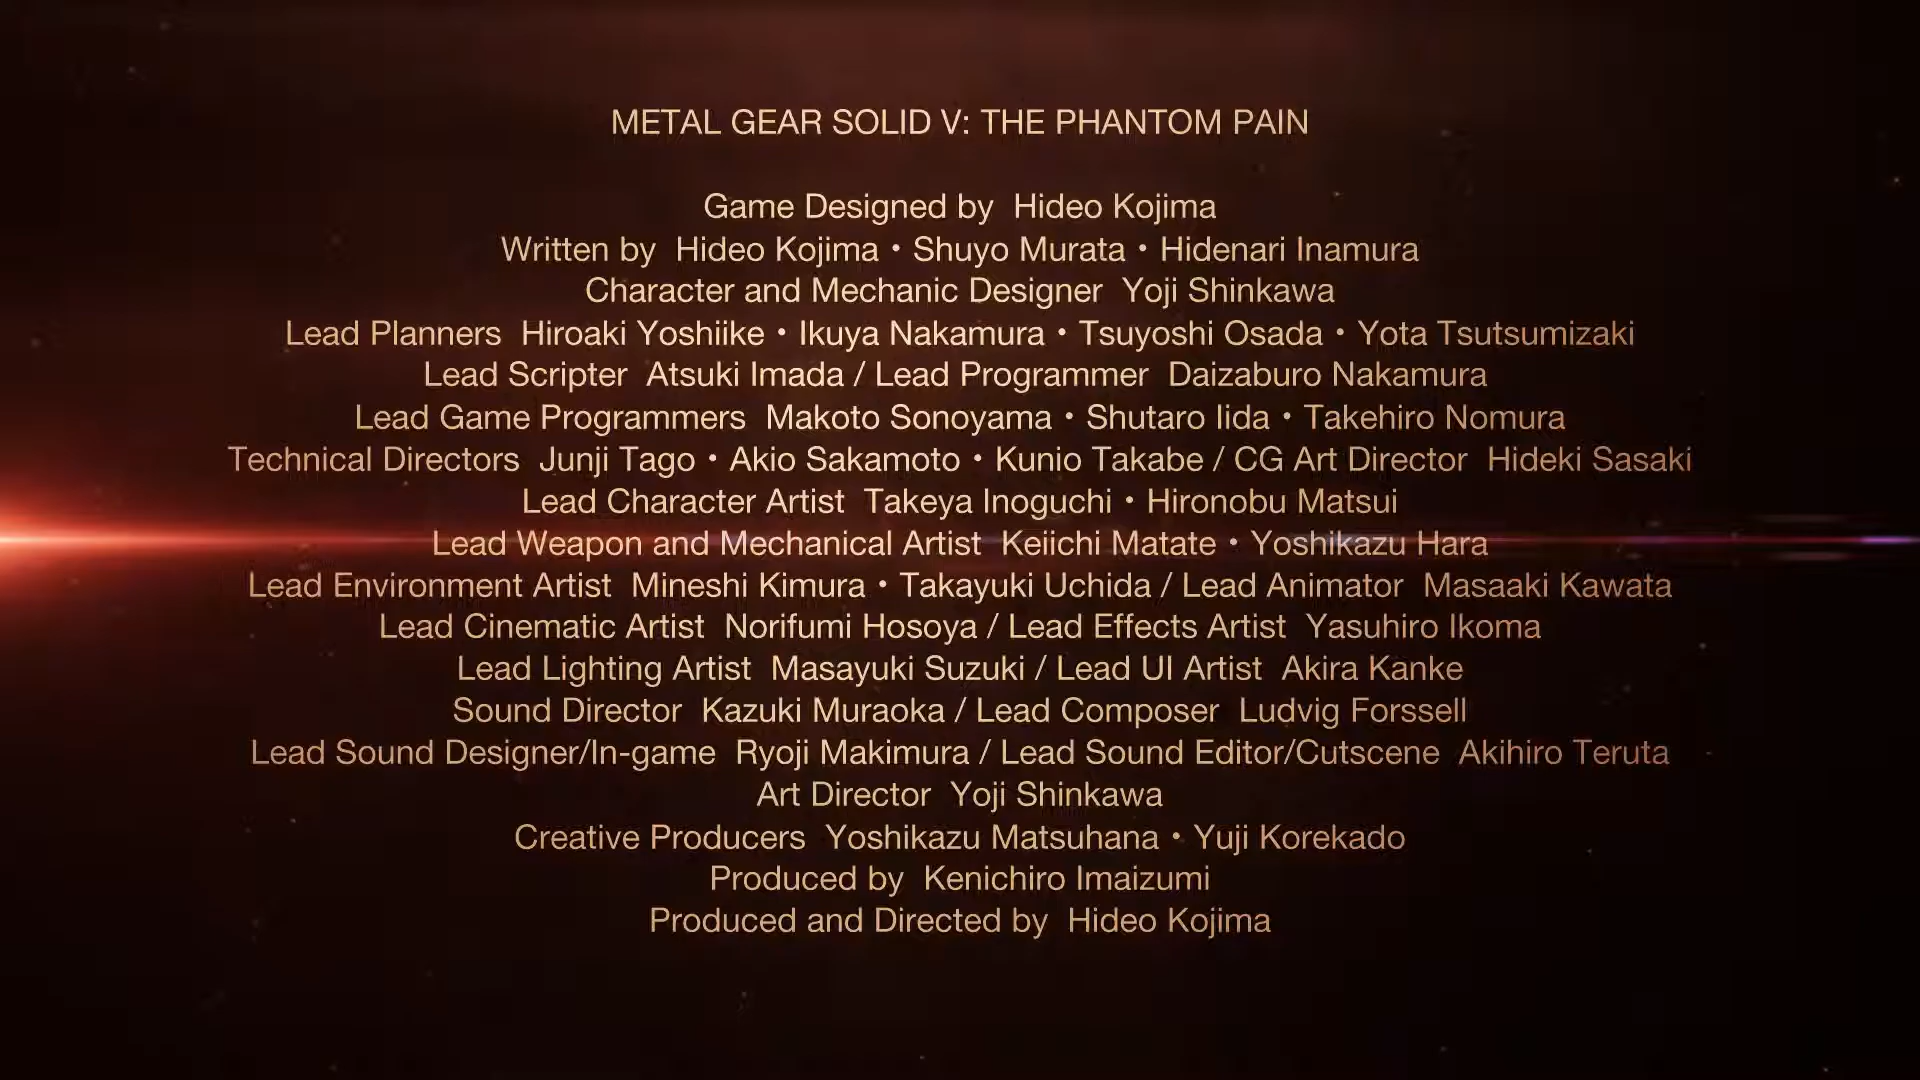 METAL GEAR SOLID V: THE PHANTOM PAIN
Game Designed by Hideo Kojima
Written by Hideo Kojima・Shuyo Murata・Hidenari Inamura
Character and Mechanic Designer Yoji Shinkawa
Lead Planners Hiroaki Yoshiike・Ikuya Nakamura・Tsuyoshi Osada・Yota Tsutsumizaki
Lead Scripter Atsuki Imada / Lead Programmer Daizaburo Nakamura
Lead Game Programmers Makoto Sonoyama・Shutaro Iida・Takehiro Nomura
Technical Directors Junji Tago・Akio Sakamoto・Kunio Takabe / CG Art Director Hideki Sasaki
Lead Character Artist Takeya Inoguchi・Hironobu Matsui
Lead Weapon and Mechanical Artist Keiichi Matate・Yoshikazu Hara
Lead Environment Artist Mineshi Kimura・Takayuki Uchida / Lead Animator Masaaki Kawata
Lead Cinematic Artist Norifumi Hosoya / Lead Effects Artist Yasuhiro Ikoma
Lead Lighting Artist Masayuki Suzuki / Lead UI Artist Akira Kanke
Sound Director Kazuki Muraoka / Lead Composer Ludvig Forssell
Lead Sound Designer/In-game Ryoji Makimura / Lead Sound Editor/Cutscene Akihiro Teruta
Art Director Yoji Shinkawa
Creative Producers Yoshikazu Matsuhana・Yuji Korekado
Produced by Kenichiro Imaizumi
Produced and Directed by Hideo Kojima